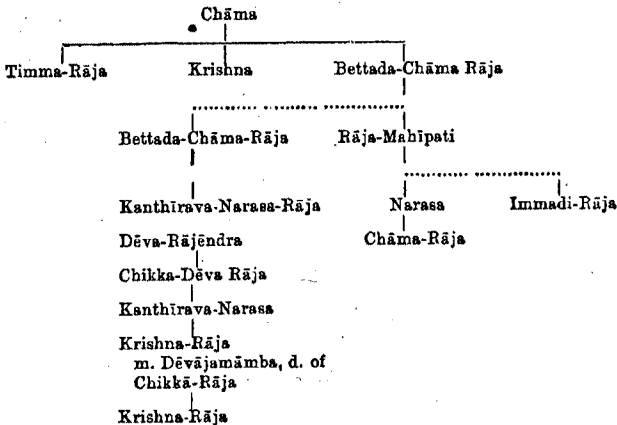 Chāma
Timma-Rāja Krishna Bettada-Chāma Rāja
Bettada-Chāma-Rāja Rāja-Mahīpati
Kanthīrava-Narasa-Rāja Narasa Immadi-Rāja
Dēva-Rājēndra Chāma-Rāja
Chikka-Dēva Rāja
Kanthīrava-Narasa
Krishna-Rāja
m. Dēvājamāmba, d. of
Chikkā-Rāja
Krishna-Rāja